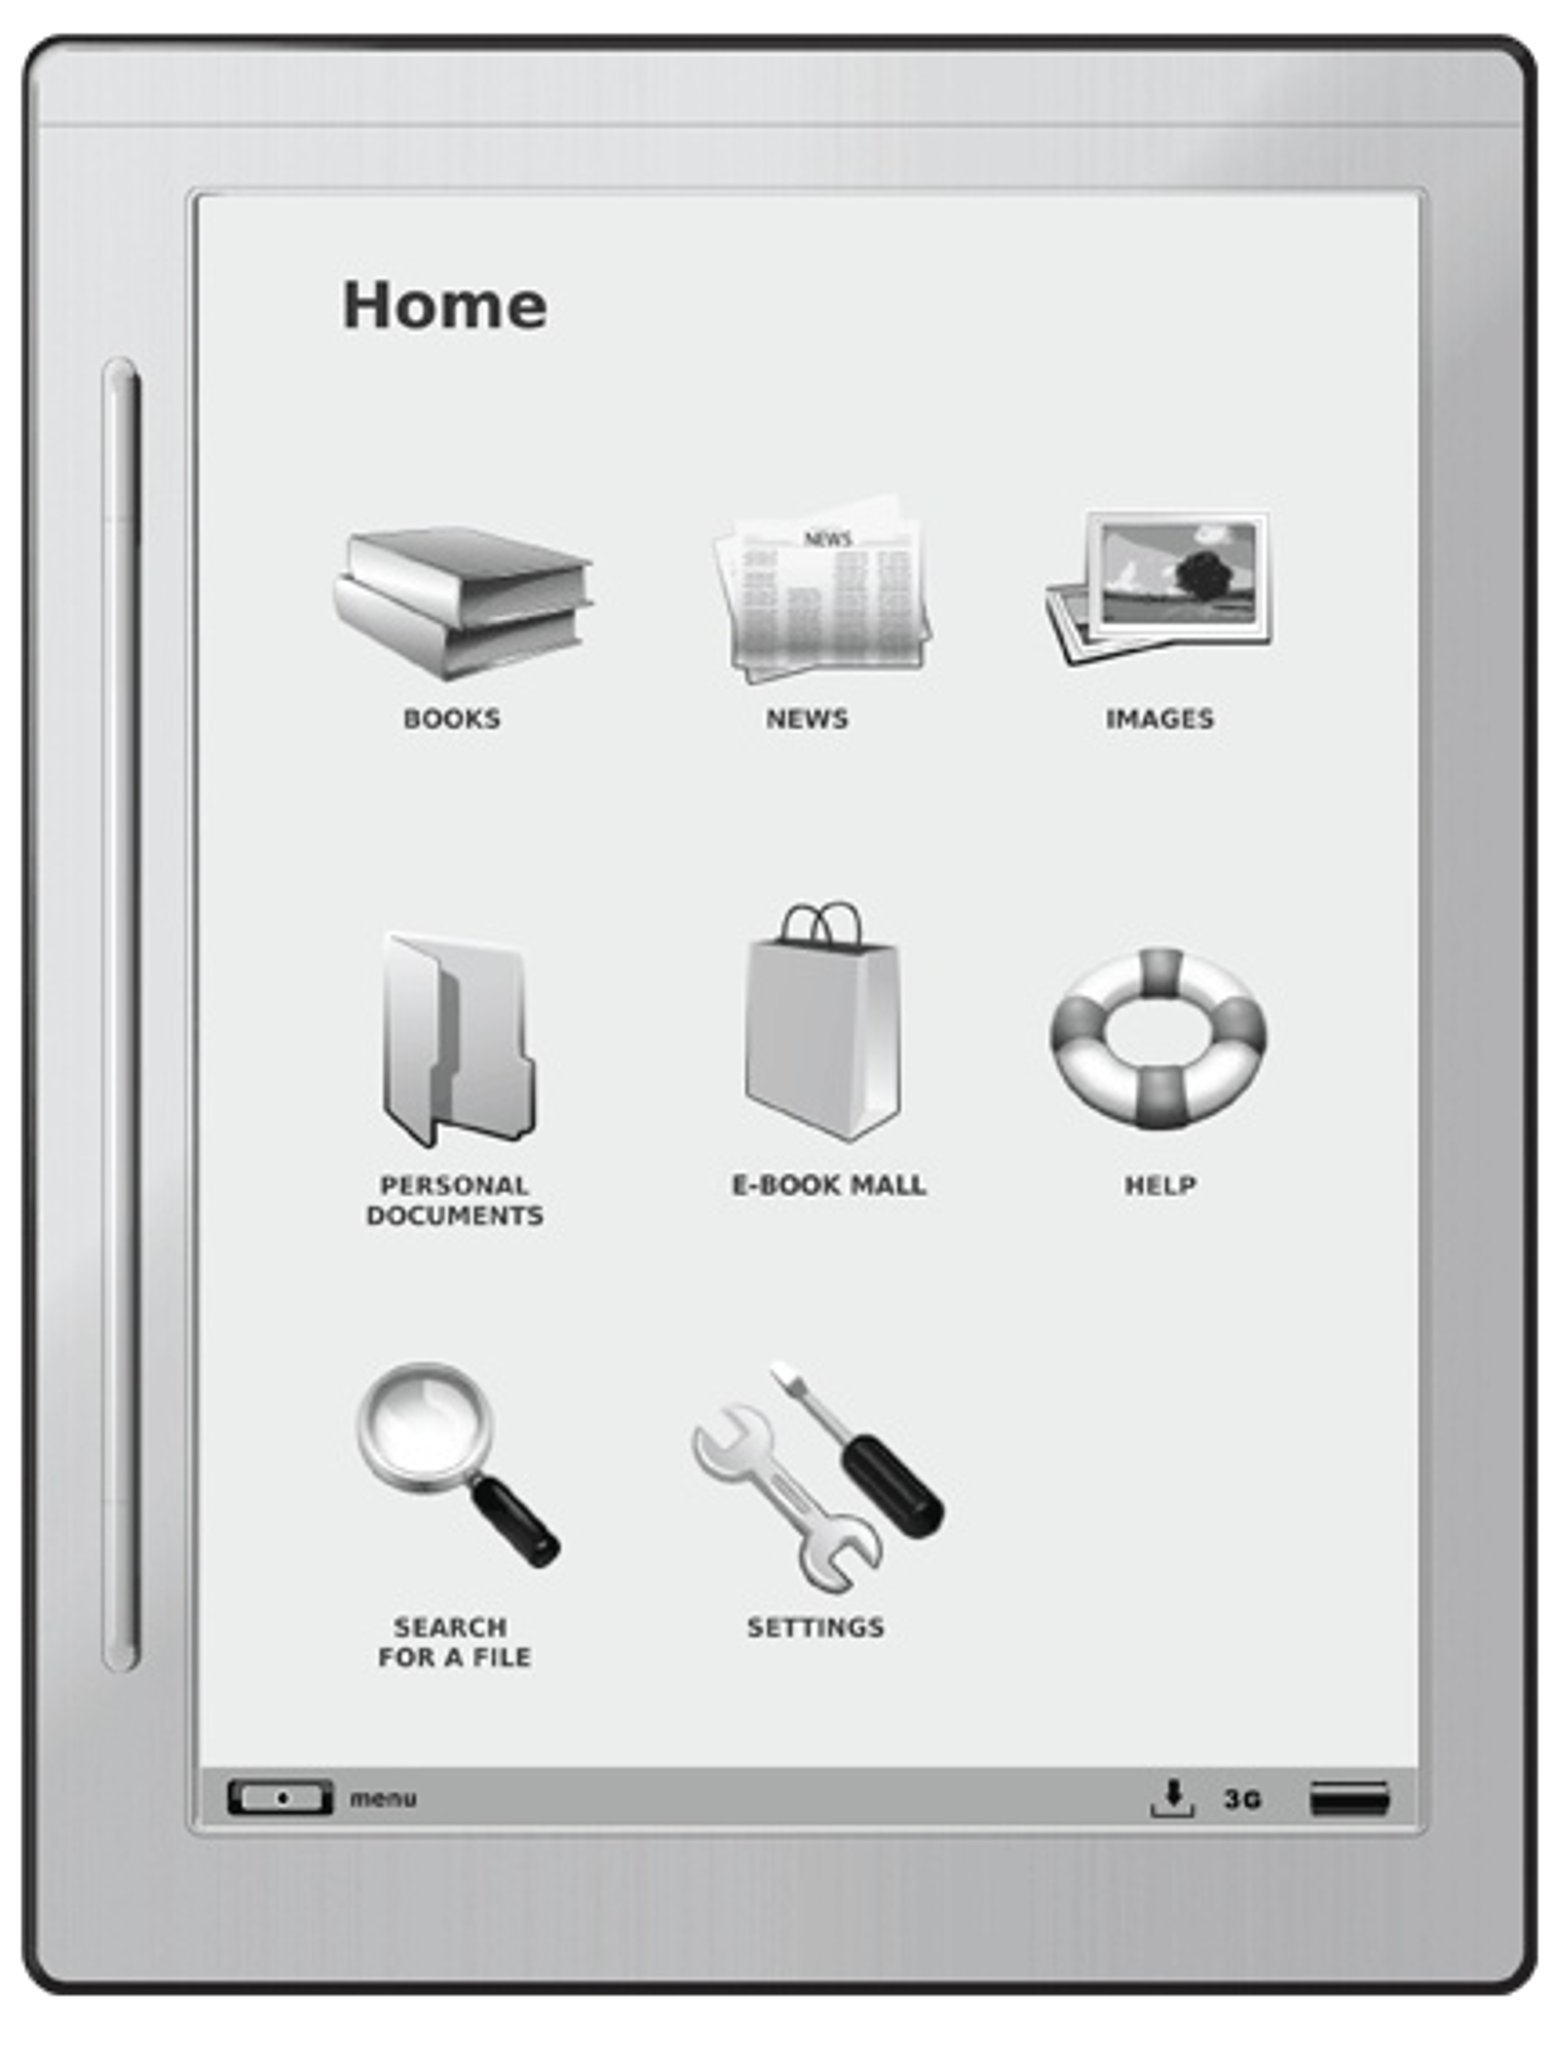 Home
NEWS
BOOKS
NEWS
IMAGES
PERSONAL
DOCUMENTS
E-BOOK MALL
HELP
SEARCH
FOR A FILE
SETTINGS
menu
3G